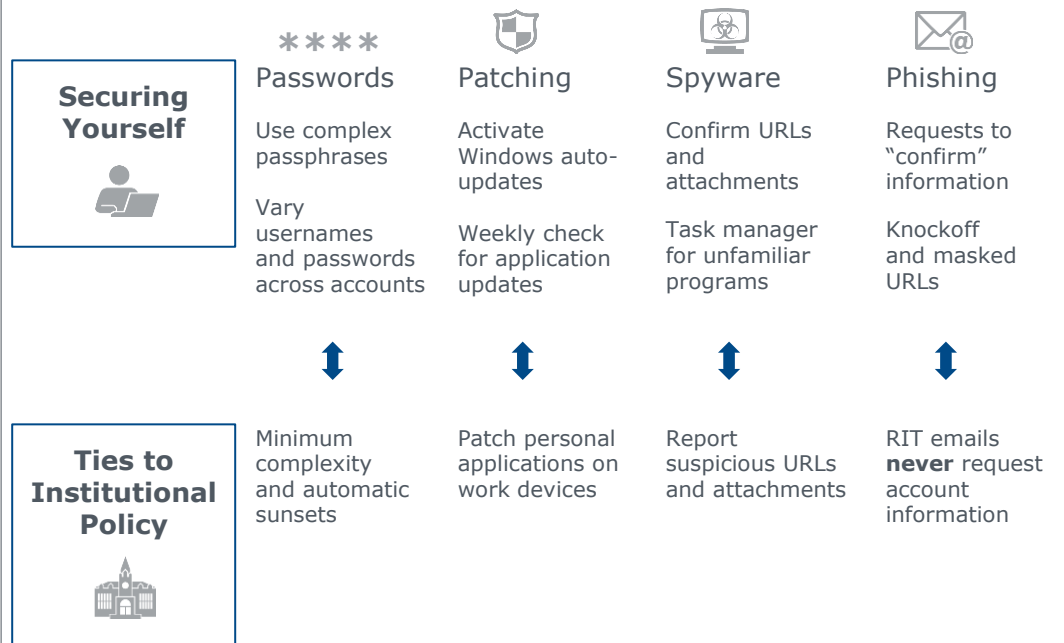 ****
Passwords
Patching
Spyware
Phishing
Securing
Yourself
Use complex
passphrases
Vary
usernames
and passwords
across accounts
Activate
Windows auto-
updates
Weekly check
for application
updates
Confirm URLs
and
attachments
Task manager
for unfamiliar
programs
Requests to
“confirm”
information
Knockoff
and masked
URLs
Ties to
Institutional
Policy
Minimum
complexity
and automatic
sunsets
Patch personal
applications on
work devices
Report
suspicious URLs
and attachments
RIT emails
never request
account
information